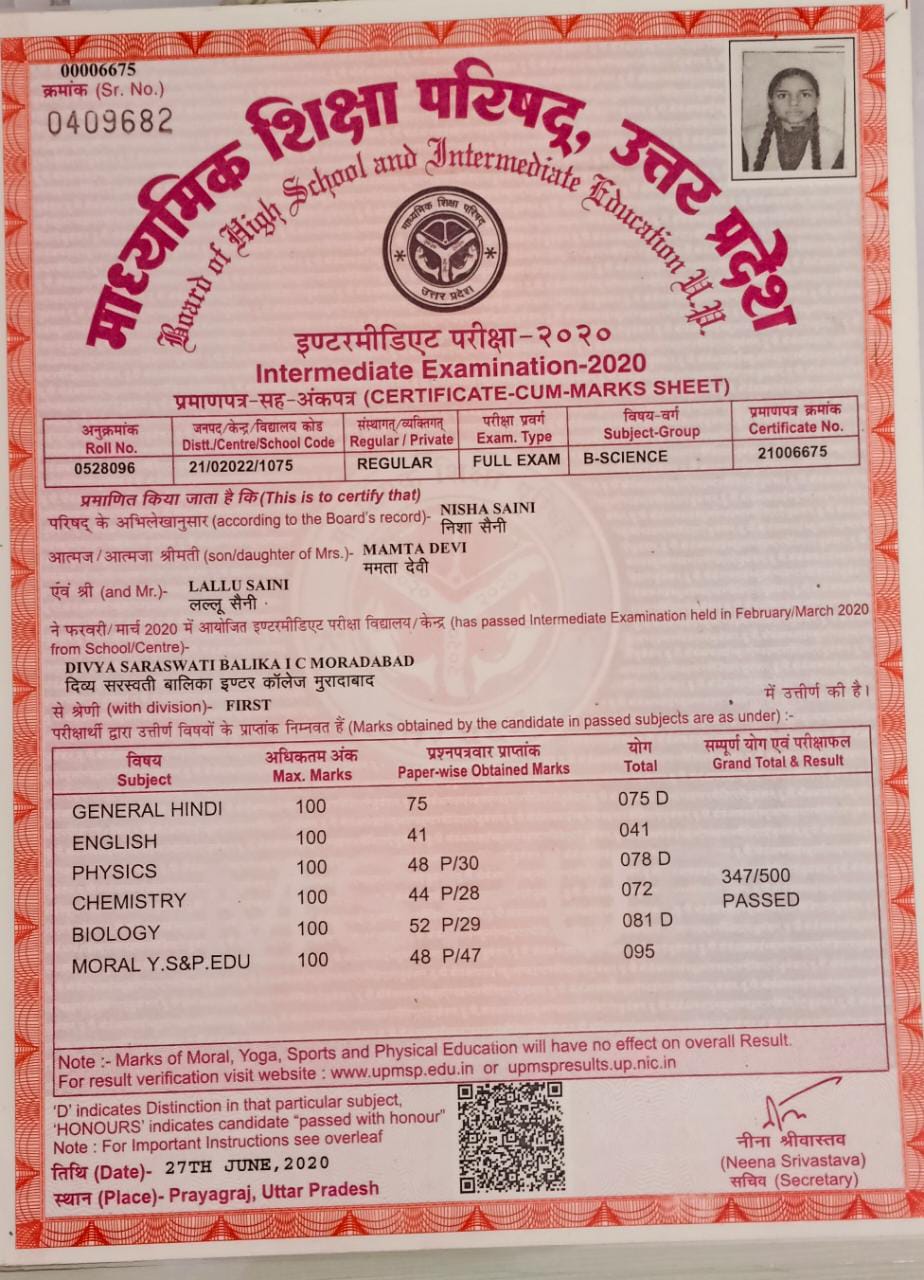 00006675
क्रमांक (Sr. No.)
0409682
माध्यमिक शिक्षा परिषद्, उत्तर प्रदेश
Board of High School and Intermediate Education U.P.
माध्यमिक शिक्षा परिषद्
उत्तर प्रदेश
इण्टरमीडिएट परीक्षा-२०२०
Intermediate Examination-2020
प्रमाणपत्र-सह-अंकपत्र (CERTIFICATE-CUM-MARKS SHEET)
अनुक्रमांक जनपद/केन्द्र/विद्यालय कोड संस्थागत्/व्यक्तिगत् परीक्षा प्रवर्ग विषय-वर्ग प्रमाणपत्र क्रमांक
Roll No. Distt./Centre/School Code Regular / Private Exam. Type Subject-Group Certificate No.
0528096 21/02022/1075 REGULAR FULL EXAM B-SCIENCE 21006675
प्रमाणित किया जाता है कि (This is to certify that)
परिषद् के अभिलेखानुसार (according to the Board's record)- NISHA SAINI
निशा सैनी
आत्मज/आत्मजा श्रीमती (son/daughter of Mrs.)- MAMTA DEVI
ममता देवी
एंव श्री (and Mr.)- LALLU SAINI
लल्लू सैनी
ने फरवरी/मार्च 2020 में आयोजित इण्टरमीडिएट परीक्षा विद्यालय/केन्द्र (has passed Intermediate Examination held in February/March 2020
from School/Centre)-
DIVYA SARASWATI BALIKA I C MORADABAD
दिव्य सरस्वती बालिका इण्टर कॉलेज मुरादाबाद
से श्रेणी (with division)- FIRST में उत्तीर्ण की है।
परीक्षार्थी द्वारा उत्तीर्ण विषयों के प्राप्तांक निम्नवत हैं (Marks obtained by the candidate in passed subjects are as under) :-
विषय अधिकतम अंक प्रश्नपत्रवार प्राप्तांक योग सम्पूर्ण योग एवं परीक्षाफल
Subject Max. Marks Paper-wise Obtained Marks Total Grand Total & Result
GENERAL HINDI 100 75 075 D
ENGLISH 100 41 041
PHYSICS 100 48 P/30 078 D
347/500
CHEMISTRY 100 44 P/28 072
PASSED
BIOLOGY 100 52 P/29 081 D
MORAL Y.S&P.EDU 100 48 P/47 095
Note :- Marks of Moral, Yoga, Sports and Physical Education will have no effect on overall Result.
For result verification visit website : www.upmsp.edu.in or upmspresults.up.nic.in
'D' indicates Distinction in that particular subject,
'HONOURS' indicates candidate "passed with honour"
Note : For Important Instructions see overleaf
तिथि (Date)- 27TH JUNE,2020
स्थान (Place)- Prayagraj, Uttar Pradesh
नीना श्रीवास्तव
(Neena Srivastava)
सचिव (Secretary)